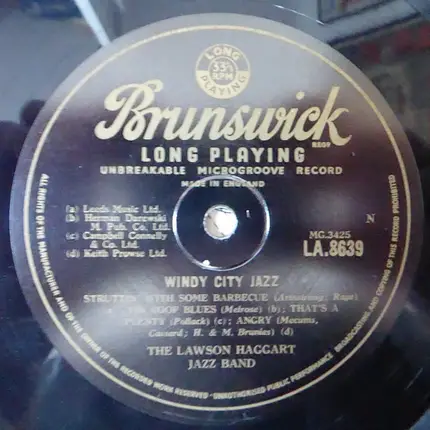 LONG
33⅓
RPM
PLAYING
Brunswick
REGD
LONG PLAYING
UNBREAKABLE MICROGROOVE RECORD
MADE IN ENGLAND
(a) Leeds Music Ltd.
(b) Herman Darewski
M. Pub. Co. Ltd.
(c) Campbell Connelly
& Co. Ltd.
(d) Keith Prowse Ltd.
N
MG.3425
LA.8639
WINDY CITY JAZZ
STRUTTIN' WITH SOME BARBECUE (Armstrong;
ROOF BLUES (Melrose) (b); THAT'S A
PLENTY (Pollack) (c); ANGRY (Mecum,
Cassard; H. & M. Brunies) (d)
THE LAWSON HAGGART
JAZZ BAND
ALL RIGHTS OF THE MANUFACTURER AND OF THE OWNER OF THE RECORDED WORK RESERVED · UNAUTHORISED PUBLIC PERFORMANCE BROADCASTING AND COPYING OF THIS RECORD PROHIBITED